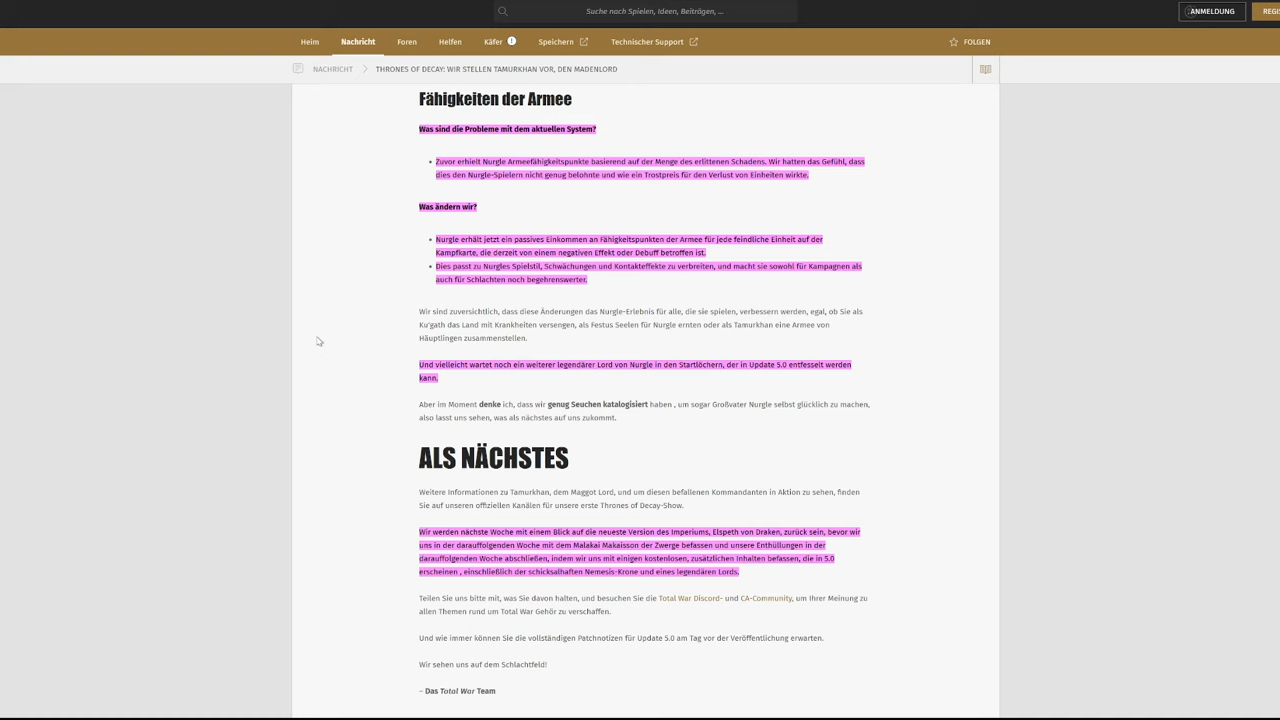 Suche nach Spielen, Ideen, Beiträgen, ...
ANMELDUNG
Heim
Nachricht
Foren
Helfen
Käfer
Speichern
Technischer Support
FOLGEN
NACHRICHT
THRONES OF DECAY: WIR STELLEN TAMURKHAN VOR, DEN MADENLORD
Fähigkeiten der Armee
Was sind die Probleme mit dem aktuellen System?
• Zuvor erhielt Nurgle Armeefähigkeitspunkte basierend auf der Menge des erlittenen Schadens. Wir hatten das Gefühl, dass
dies den Nurgle-Spielern nicht genug belohnte und wie ein Trostpreis für den Verlust von Einheiten wirkte.
Was ändern wir?
• Nurgle erhält jetzt ein passives Einkommen an Fähigkeitspunkten der Armee für jede feindliche Einheit auf der
Kampfkarte, die derzeit von einem negativen Effekt oder Debuff betroffen ist.
• Dies passt zu Nurgles Spielstil, Schwächungen und Kontakteffekte zu verbreiten, und macht sie sowohl für Kampagnen als
auch für Schlachten noch begehrenswerter.
Wir sind zuversichtlich, dass diese Änderungen das Nurgle-Erlebnis für alle, die sie spielen, verbessern werden, egal, ob Sie als
Ku'gath das Land mit Krankheiten versengen, als Festus Seelen für Nurgle ernten oder als Tamurkhan eine Armee von
Häuptlingen zusammenstellen.
Und vielleicht wartet noch ein weiterer legendärer Lord von Nurgle in den Startlöchern, der in Update 5.0 entfesselt werden
kann.
Aber im Moment denke ich, dass wir genug Seuchen katalogisiert haben , um sogar Großvater Nurgle selbst glücklich zu machen,
also lasst uns sehen, was als nächstes auf uns zukommt.
ALS NÄCHSTES
Weitere Informationen zu Tamurkhan, dem Maggot Lord, und um diesen befallenen Kommandanten in Aktion zu sehen, finden
Sie auf unseren offiziellen Kanälen für unsere erste Thrones of Decay-Show.
Wir werden nächste Woche mit einem Blick auf die neueste Version des Imperiums, Elspeth von Draken, zurück sein, bevor wir
uns in der darauffolgenden Woche mit dem Malakai Makaisson der Zwerge befassen und unsere Enthüllungen in der
darauffolgenden Woche abschließen, indem wir uns mit einigen kostenlosen, zusätzlichen Inhalten befassen, die in 5.0
erscheinen , einschließlich der schicksalhaften Nemesis-Krone und eines legendären Lords.
Teilen Sie uns bitte mit, was Sie davon halten, und besuchen Sie die Total War Discord- und CA-Community, um Ihrer Meinung zu
allen Themen rund um Total War Gehör zu verschaffen.
Und wie immer können Sie die vollständigen Patchnotizen für Update 5.0 am Tag vor der Veröffentlichung erwarten.
Wir sehen uns auf dem Schlachtfeld!
– Das Total War Team